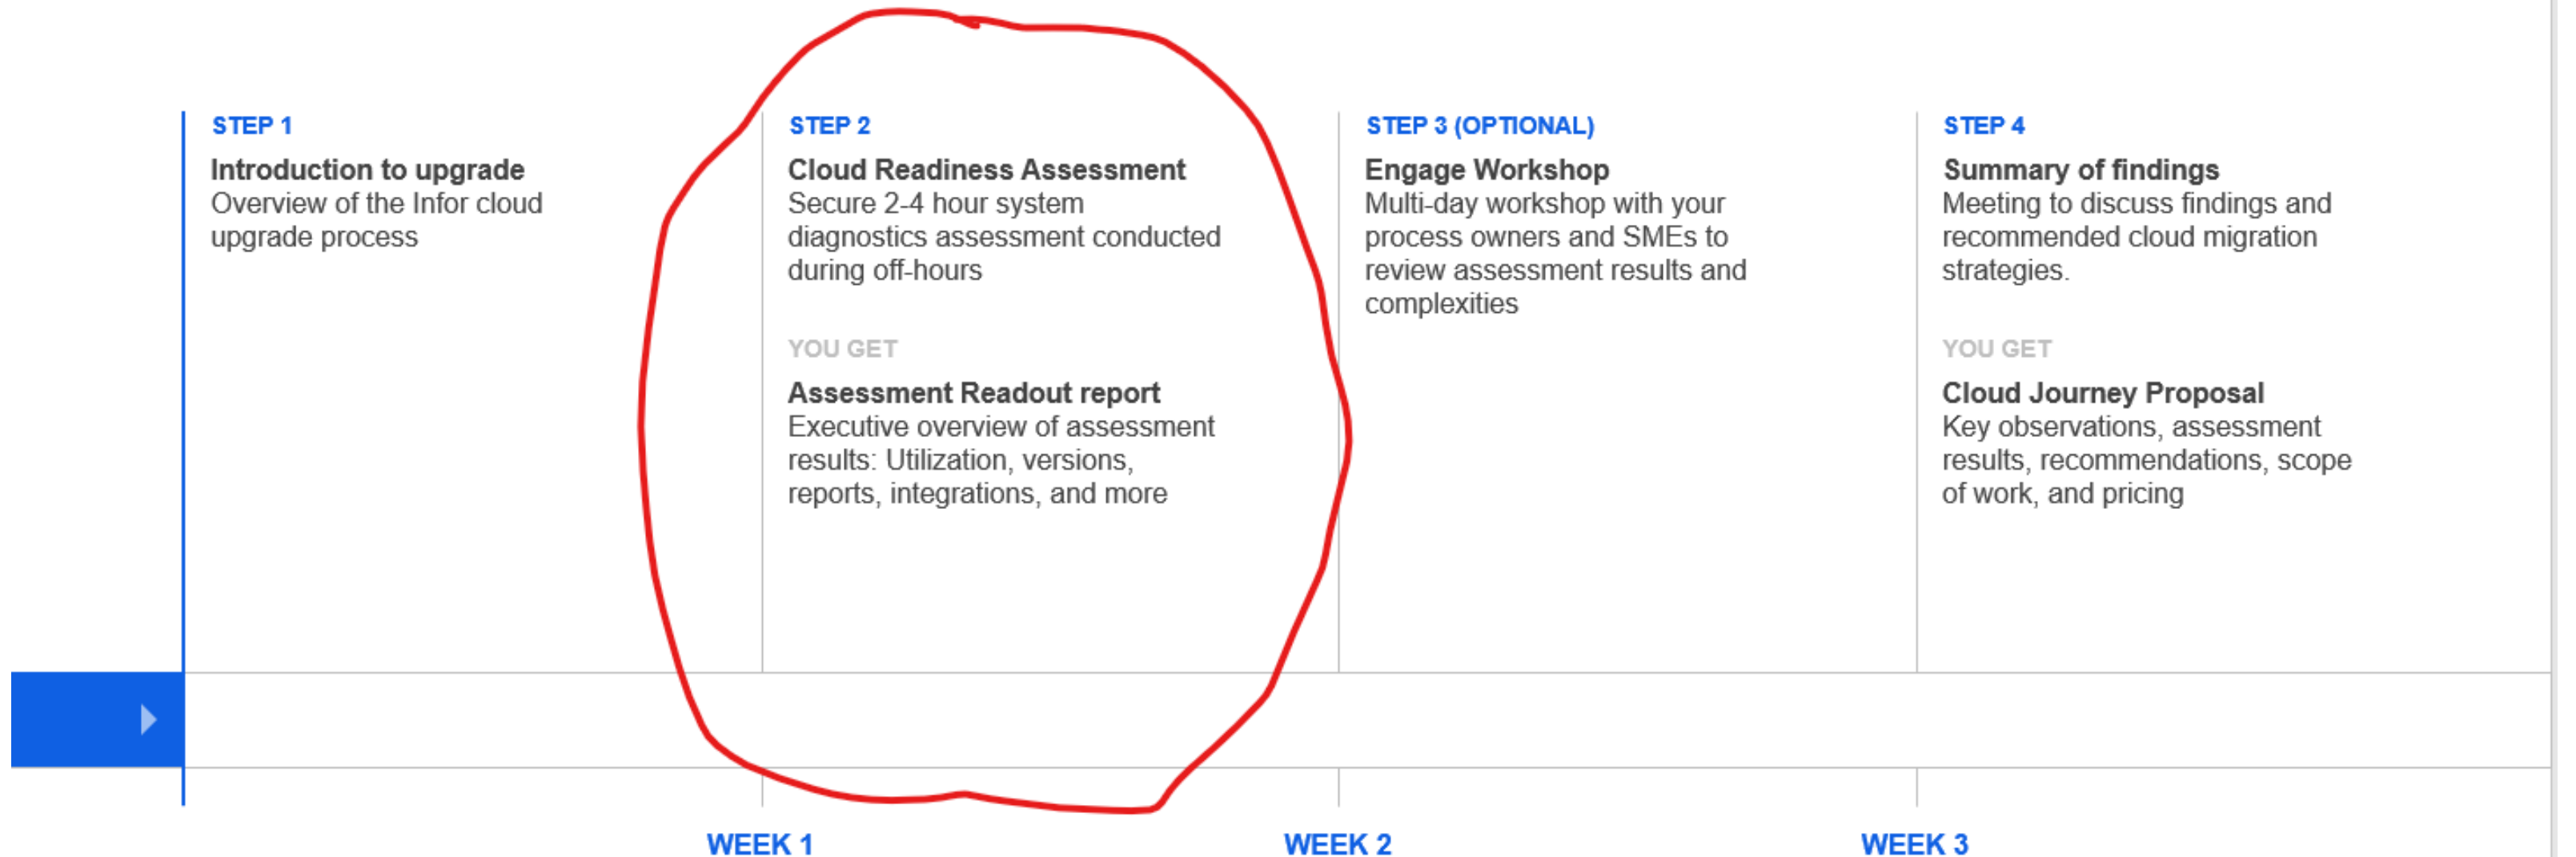 STEP 1
Introduction to upgrade
Overview of the Infor cloud
upgrade process
STEP 2
Cloud Readiness Assessment
Secure 2-4 hour system
diagnostics assessment conducted
during off-hours
YOU GET
Assessment Readout report
Executive overview of assessment
results: Utilization, versions,
reports, integrations, and more
STEP 3 (OPTIONAL)
Engage Workshop
Multi-day workshop with your
process owners and SMEs to
review assessment results and
complexities
STEP 4
Summary of findings
Meeting to discuss findings and
recommended cloud migration
strategies.
YOU GET
Cloud Journey Proposal
Key observations, assessment
results, recommendations, scope
of work, and pricing
WEEK 1
WEEK 2
WEEK 3